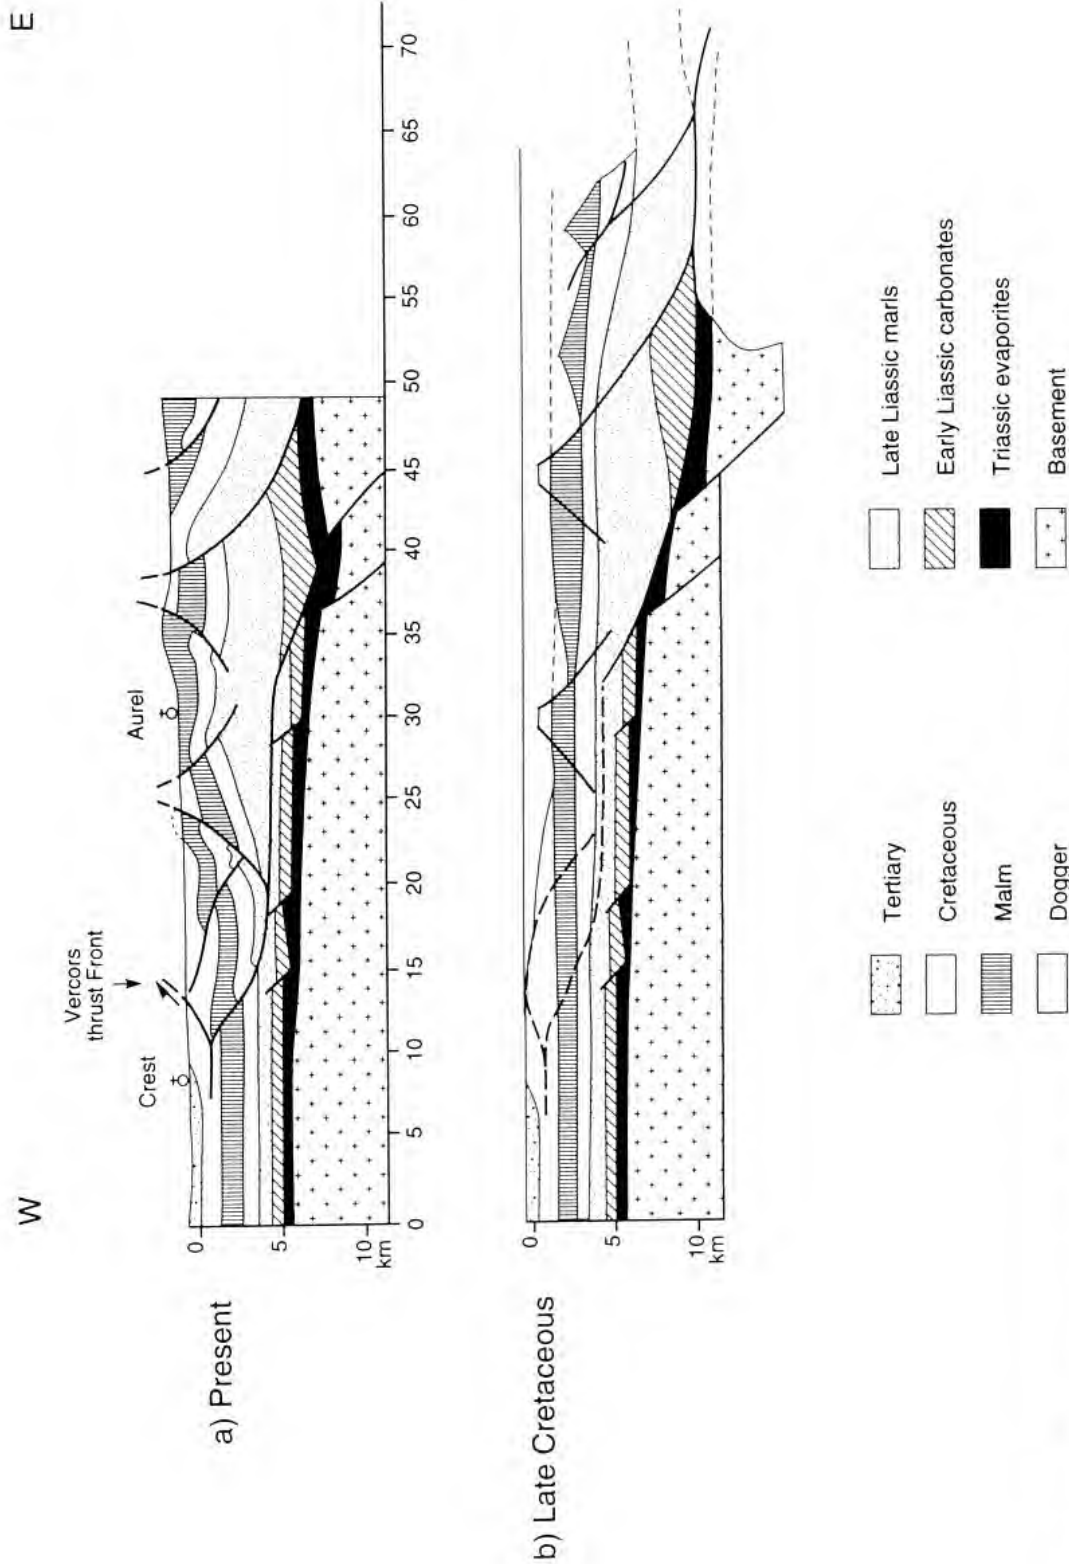 W
E
Vercors
thrust Front
Crest
Aurel
a) Present
0
5
10
km
0
5
10
15
20
25
30
35
40
45
50
55
60
65
70
b) Late Cretaceous
0
5
10
km
Tertiary
Cretaceous
Malm
Dogger
Late Liassic marls
Early Liassic carbonates
Triassic evaporites
Basement